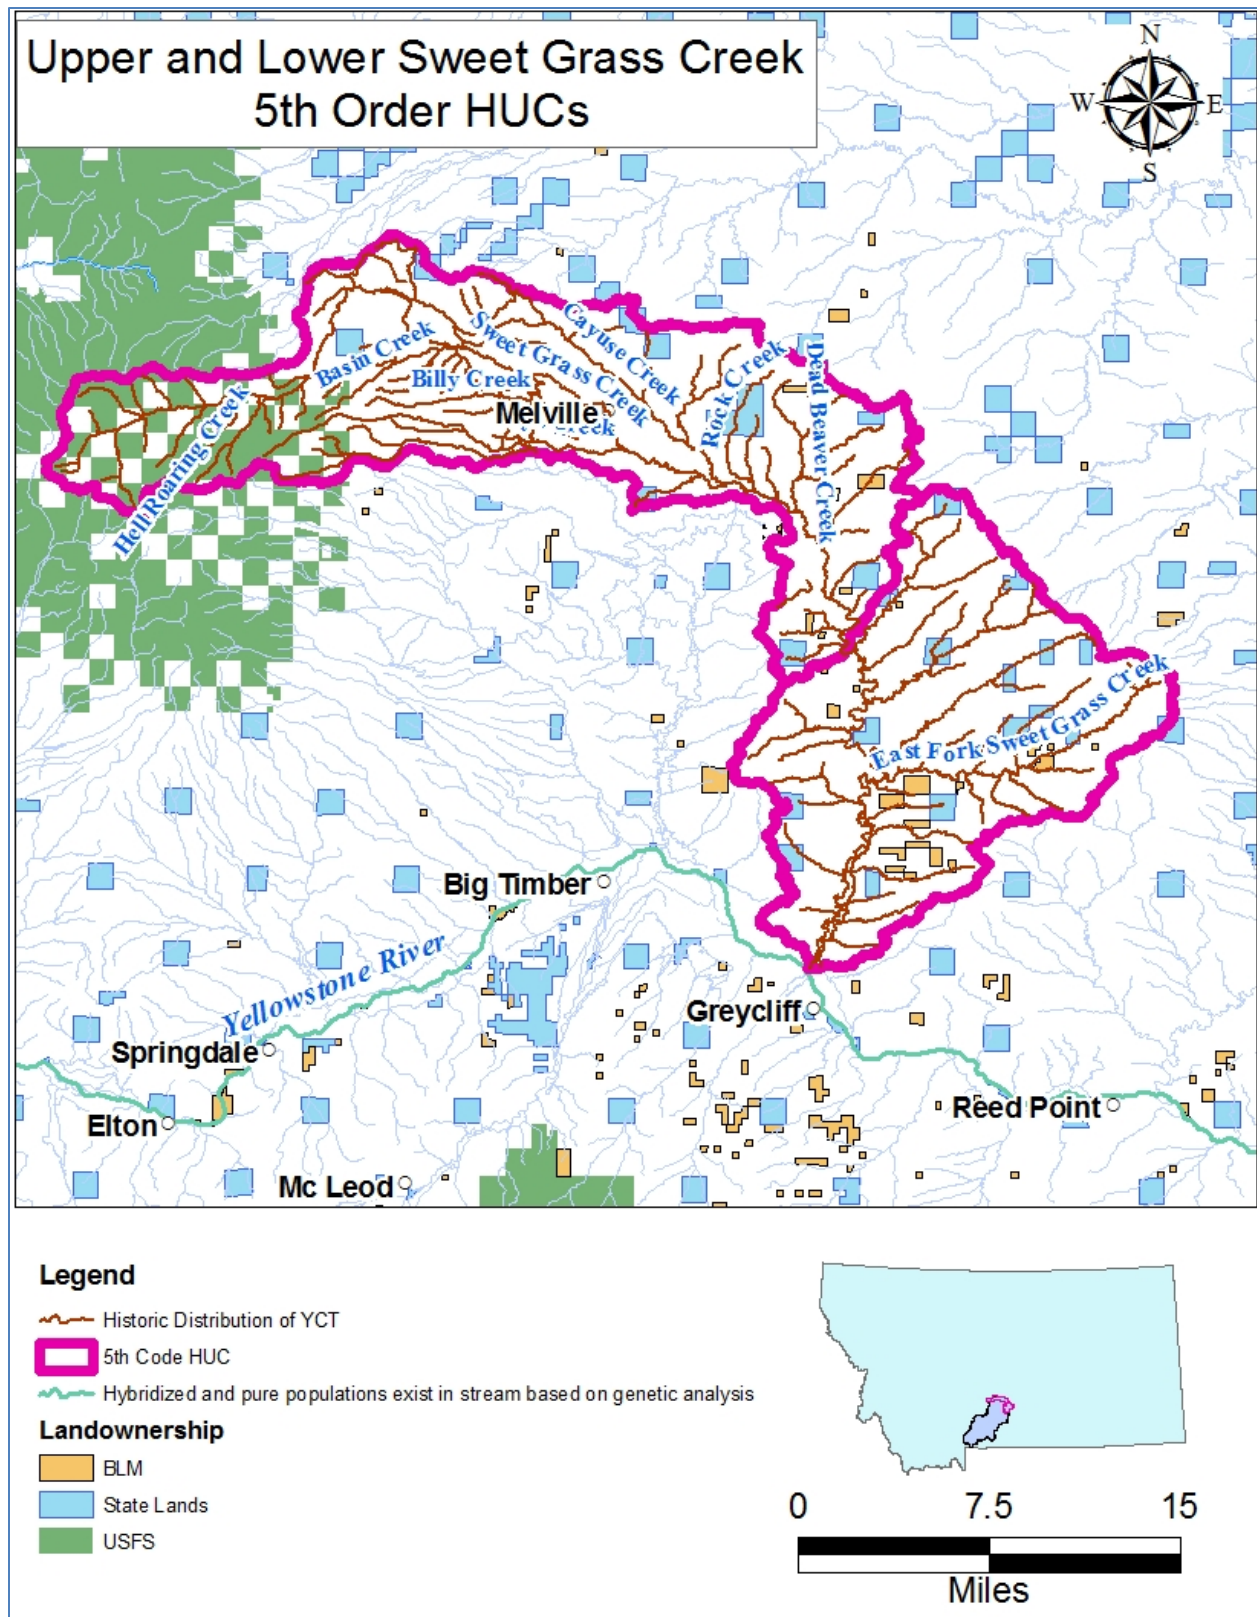 Upper and Lower Sweet Grass Creek
5th Order HUCs
N
W
E
S
Basin Creek
Sweet Grass Creek
Cayuse Creek
Billy Creek
Melville
Creek
Rock Creek
Dead Beaver Creek
Hell Roaring Creek
East Fork Sweet Grass Creek
Big Timber
Yellowstone River
Greycliff
Springdale
Elton
Reed Point
Mc Leod
Legend
Historic Distribution of YCT
5th Code HUC
Hybridized and pure populations exist in stream based on genetic analysis
Landownership
BLM
State Lands
USFS
0 7.5 15
Miles